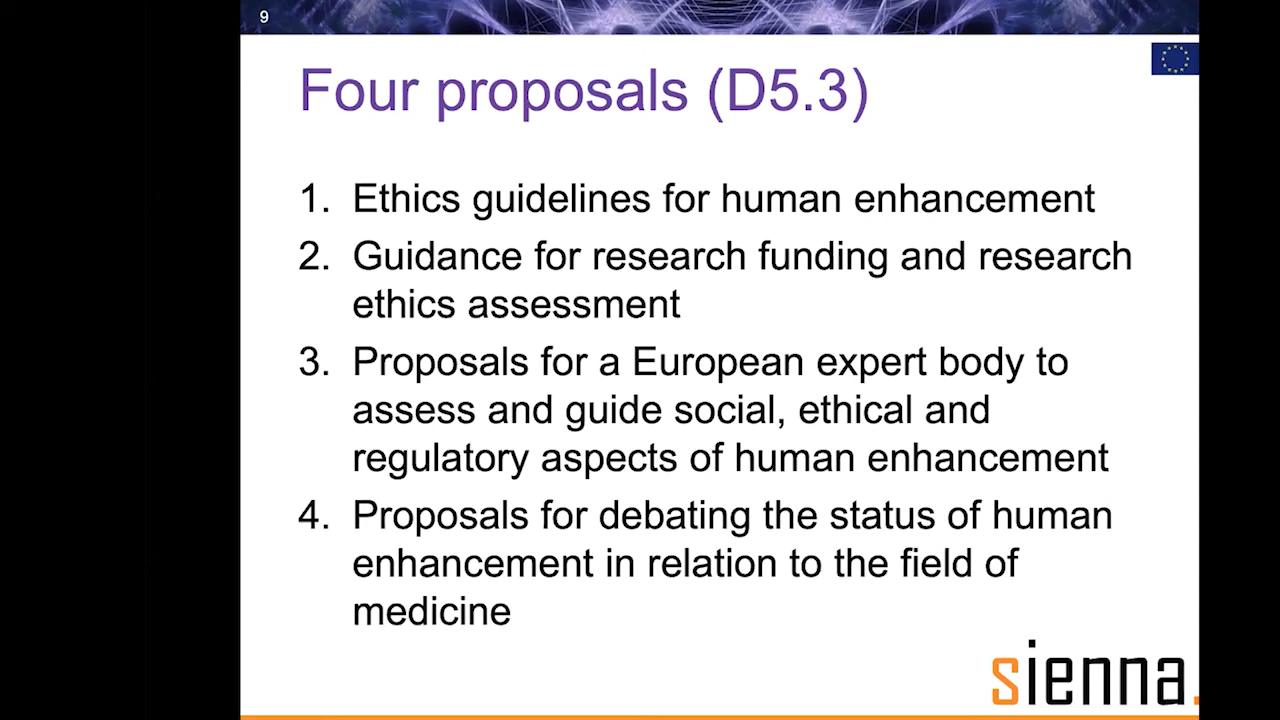 9
Four proposals (D5.3)
1. Ethics guidelines for human enhancement
2. Guidance for research funding and research
ethics assessment
3. Proposals for a European expert body to
assess and guide social, ethical and
regulatory aspects of human enhancement
4. Proposals for debating the status of human
enhancement in relation to the field of
medicine
sienna.